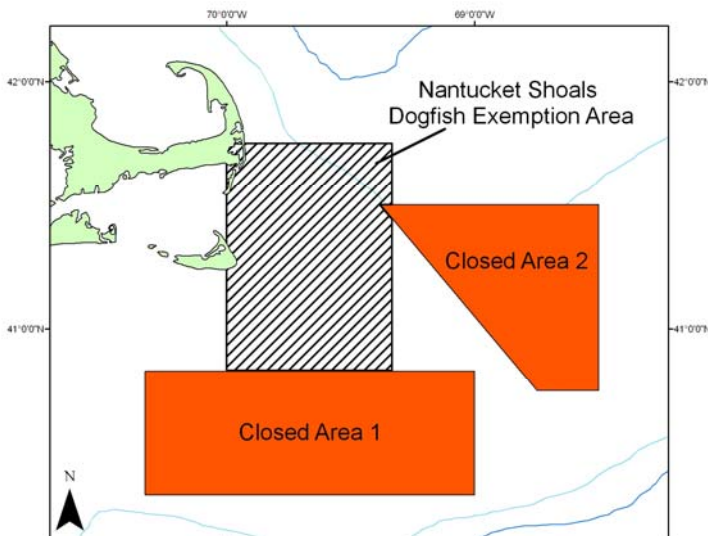 70°0'0"W
69°0'0"W
42°0'0"N
42°0'0"N
Nantucket Shoals
Dogfish Exemption Area
Closed Area 2
41°0'0"N
41°0'0"N
Closed Area 1
N